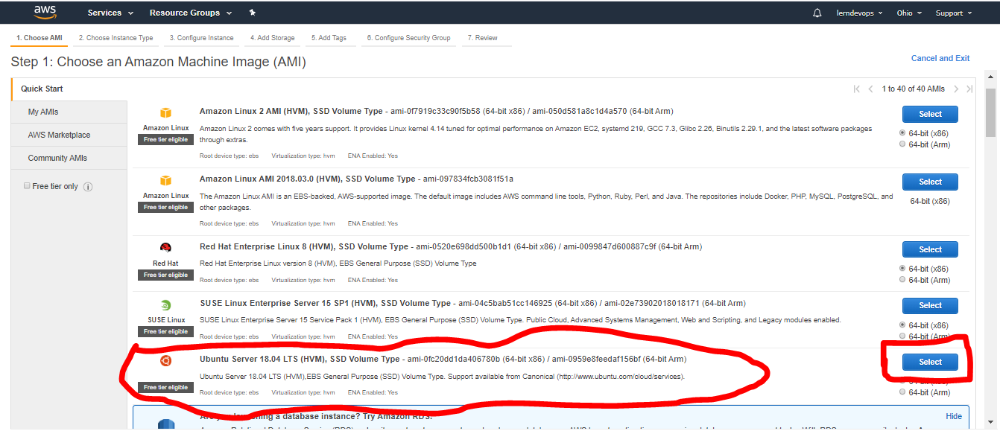 aws Services Resource Groups lerndevops Ohio Support
1. Choose AMI 2. Choose Instance Type 3. Configure Instance 4. Add Storage 5. Add Tags 6. Configure Security Group 7. Review
Step 1: Choose an Amazon Machine Image (AMI) Cancel and Exit
Quick Start
My AMIs
AWS Marketplace
Community AMIs
Free tier only i
1 to 40 of 40 AMIs
Amazon Linux
Free tier eligible
Amazon Linux 2 AMI (HVM), SSD Volume Type - ami-0f7919c33c90f5b58 (64-bit x86) / ami-050d581a8c1d4a570 (64-bit Arm)
Amazon Linux 2 comes with five years support. It provides Linux kernel 4.14 tuned for optimal performance on Amazon EC2, systemd 219, GCC 7.3, Glibc 2.26, Binutils 2.29.1, and the latest software packages
through extras.
Root device type: ebs Virtualization type: hvm ENA Enabled: Yes
Select
64-bit (x86)
64-bit (Arm)
Amazon Linux
Free tier eligible
Amazon Linux AMI 2018.03.0 (HVM), SSD Volume Type - ami-097834fcb3081f51a
The Amazon Linux AMI is an EBS-backed, AWS-supported image. The default image includes AWS command line tools, Python, Ruby, Perl, and Java. The repositories include Docker, PHP, MySQL, PostgreSQL, and
other packages.
Root device type: ebs Virtualization type: hvm ENA Enabled: Yes
Select
64-bit (x86)
Red Hat
Free tier eligible
Red Hat Enterprise Linux 8 (HVM), SSD Volume Type - ami-0520e698dd500b1d1 (64-bit x86) / ami-0099847d600887c9f (64-bit Arm)
Red Hat Enterprise Linux version 8 (HVM), EBS General Purpose (SSD) Volume Type
Root device type: ebs Virtualization type: hvm ENA Enabled: Yes
Select
64-bit (x86)
64-bit (Arm)
SUSE Linux
Free tier eligible
SUSE Linux Enterprise Server 15 SP1 (HVM), SSD Volume Type - ami-04c5bab51cc146925 (64-bit x86) / ami-02e73902018018171 (64-bit Arm)
SUSE Linux Enterprise Server 15 Service Pack 1 (HVM), EBS General Purpose (SSD) Volume Type. Public Cloud, Advanced Systems Management, Web and Scripting, and Legacy modules enabled.
Root device type: ebs Virtualization type: hvm ENA Enabled: Yes
Select
64-bit (x86)
64-bit (Arm)
Free tier eligible
Ubuntu Server 18.04 LTS (HVM), SSD Volume Type - ami-0fc20dd1da406780b (64-bit x86) / ami-0959e8feedaf156bf (64-bit Arm)
Ubuntu Server 18.04 LTS (HVM),EBS General Purpose (SSD) Volume Type. Support available from Canonical (http://www.ubuntu.com/cloud/services).
Root device type: ebs Virtualization type: hvm ENA Enabled: Yes
Select
64-bit (Arm)
a database instance? Try Amazon RDS. Hide